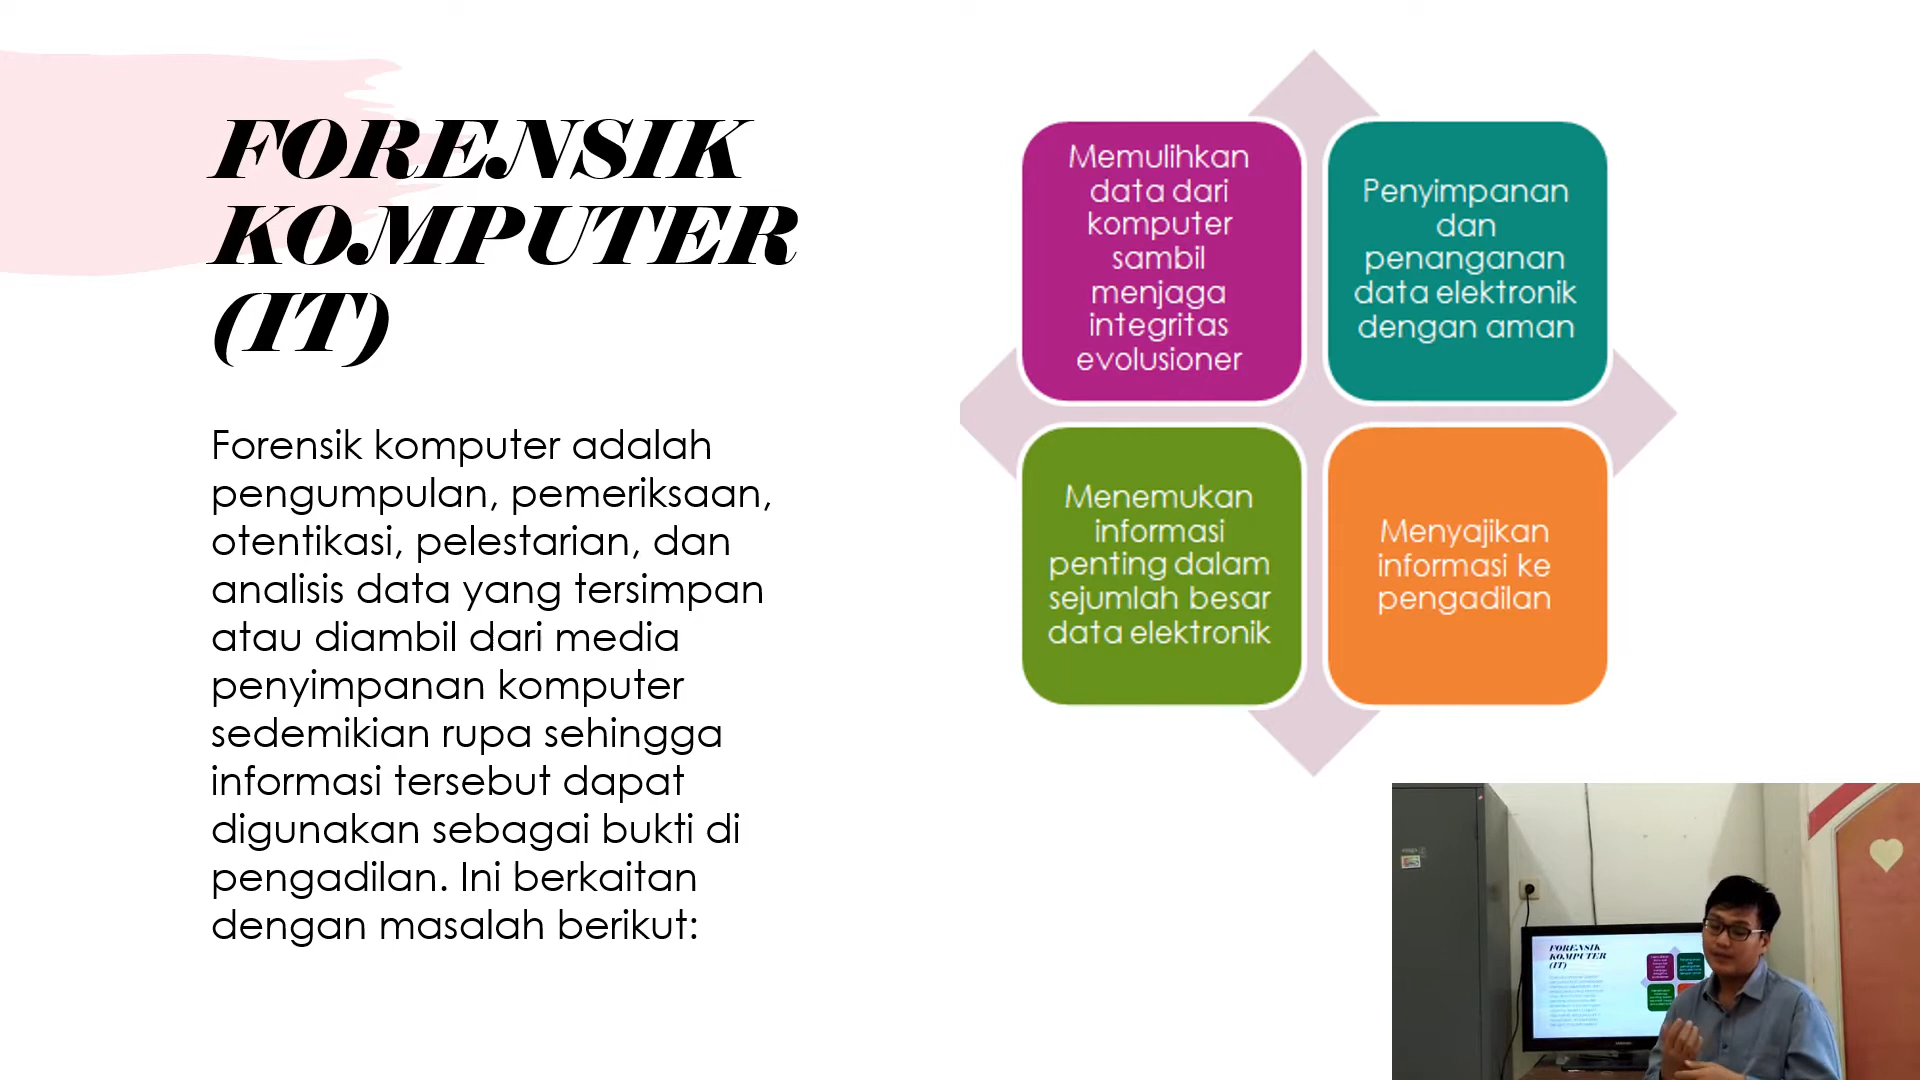 FORENSIK
KOMPUTER
(IT)
Forensik komputer adalah
pengumpulan, pemeriksaan,
otentikasi, pelestarian, dan
analisis data yang tersimpan
atau diambil dari media
penyimpanan komputer
sedemikian rupa sehingga
informasi tersebut dapat
digunakan sebagai bukti di
pengadilan. Ini berkaitan
dengan masalah berikut:
Memulihkan
data dari
komputer
sambil
menjaga
integritas
evolusioner
Penyimpanan
dan
penanganan
data elektronik
dengan aman
Menemukan
informasi
penting dalam
sejumlah besar
data elektronik
Menyajikan
informasi ke
pengadilan
FORENSIK
KOMPUTER
(IT)